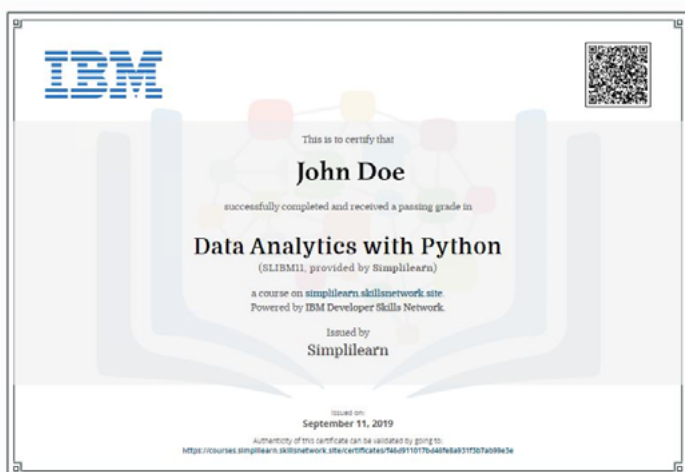 IBM
This is to certify that
John Doe
successfully completed and received a passing grade in
Data Analytics with Python
(SLIBM11, provided by Simplilearn)
a course on simplilearn.skillsnetwork.site.
Powered by IBM Developer Skills Network.
Issued by
Simplilearn
Issued on:
September 11, 2019
Authenticity of this certificate can be validated by going to: